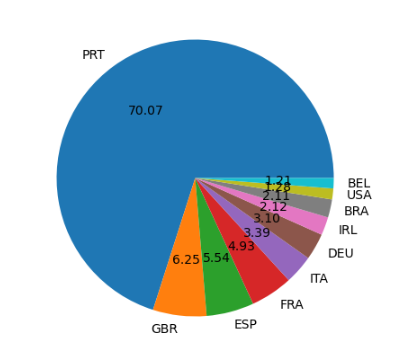 PRT
70.07
1.21
BEL
1.28
USA
2.11
BRA
2.12
IRL
3.10
DEU
3.39
ITA
4.93
FRA
5.54
ESP
6.25
GBR